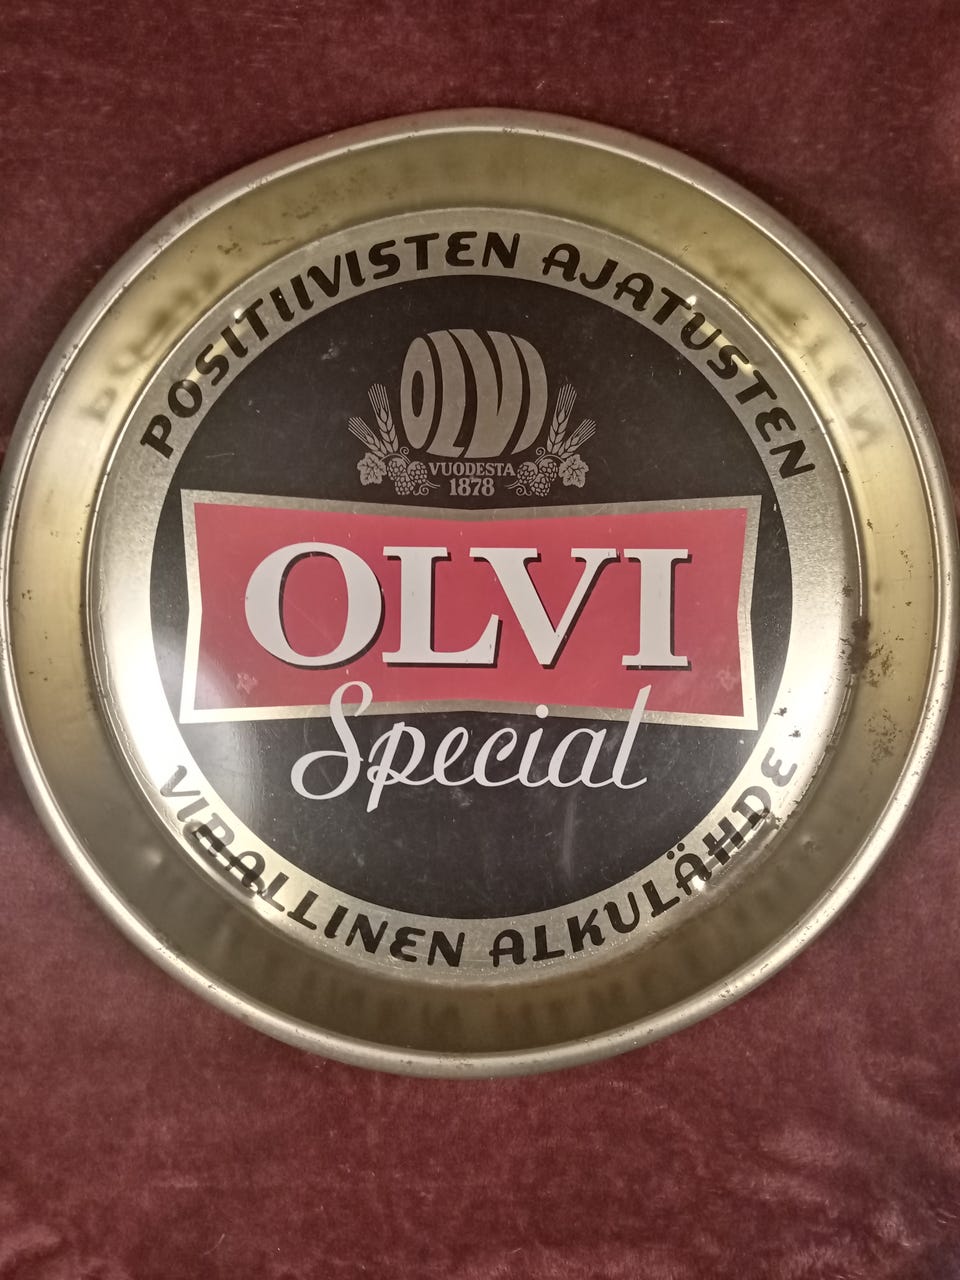 POSITIIVISTEN AJATUSTEN
OLVI
VUODESTA
1878
OLVI
Special
VIRALLINEN ALKULÄHDE